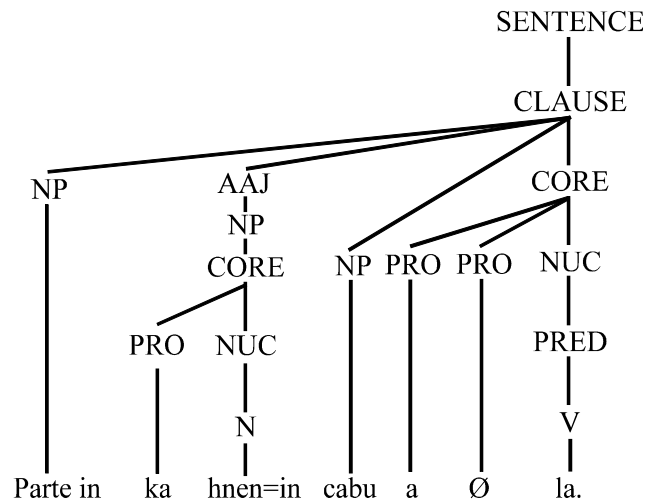 SENTENCE
CLAUSE
NP AAJ CORE
NP
CORE NP PRO PRO NUC
PRO NUC PRED
N V
Parte in ka hnen=in cabu a Ø la.